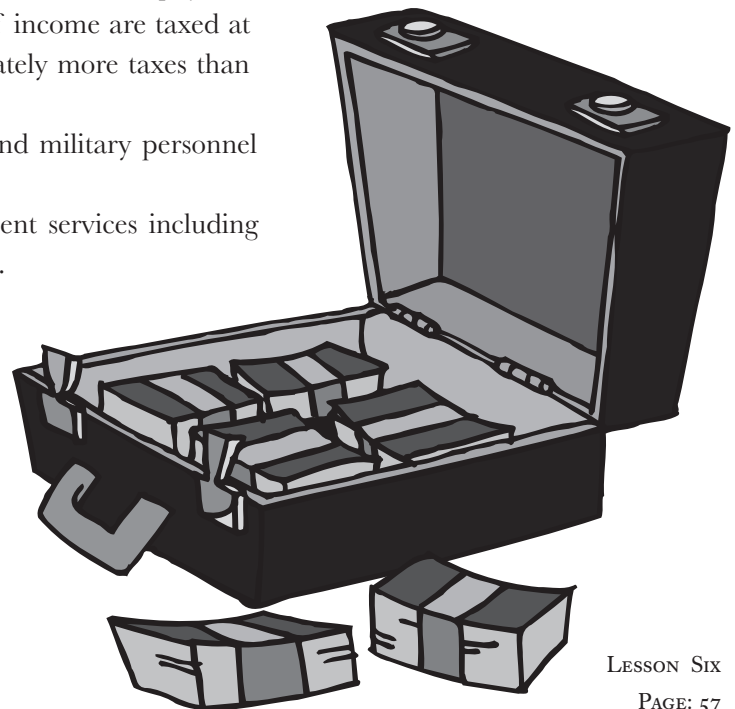 income are taxed at
ately more taxes than
nd military personnel
ent services including
.
LESSON SIX
PAGE: 57